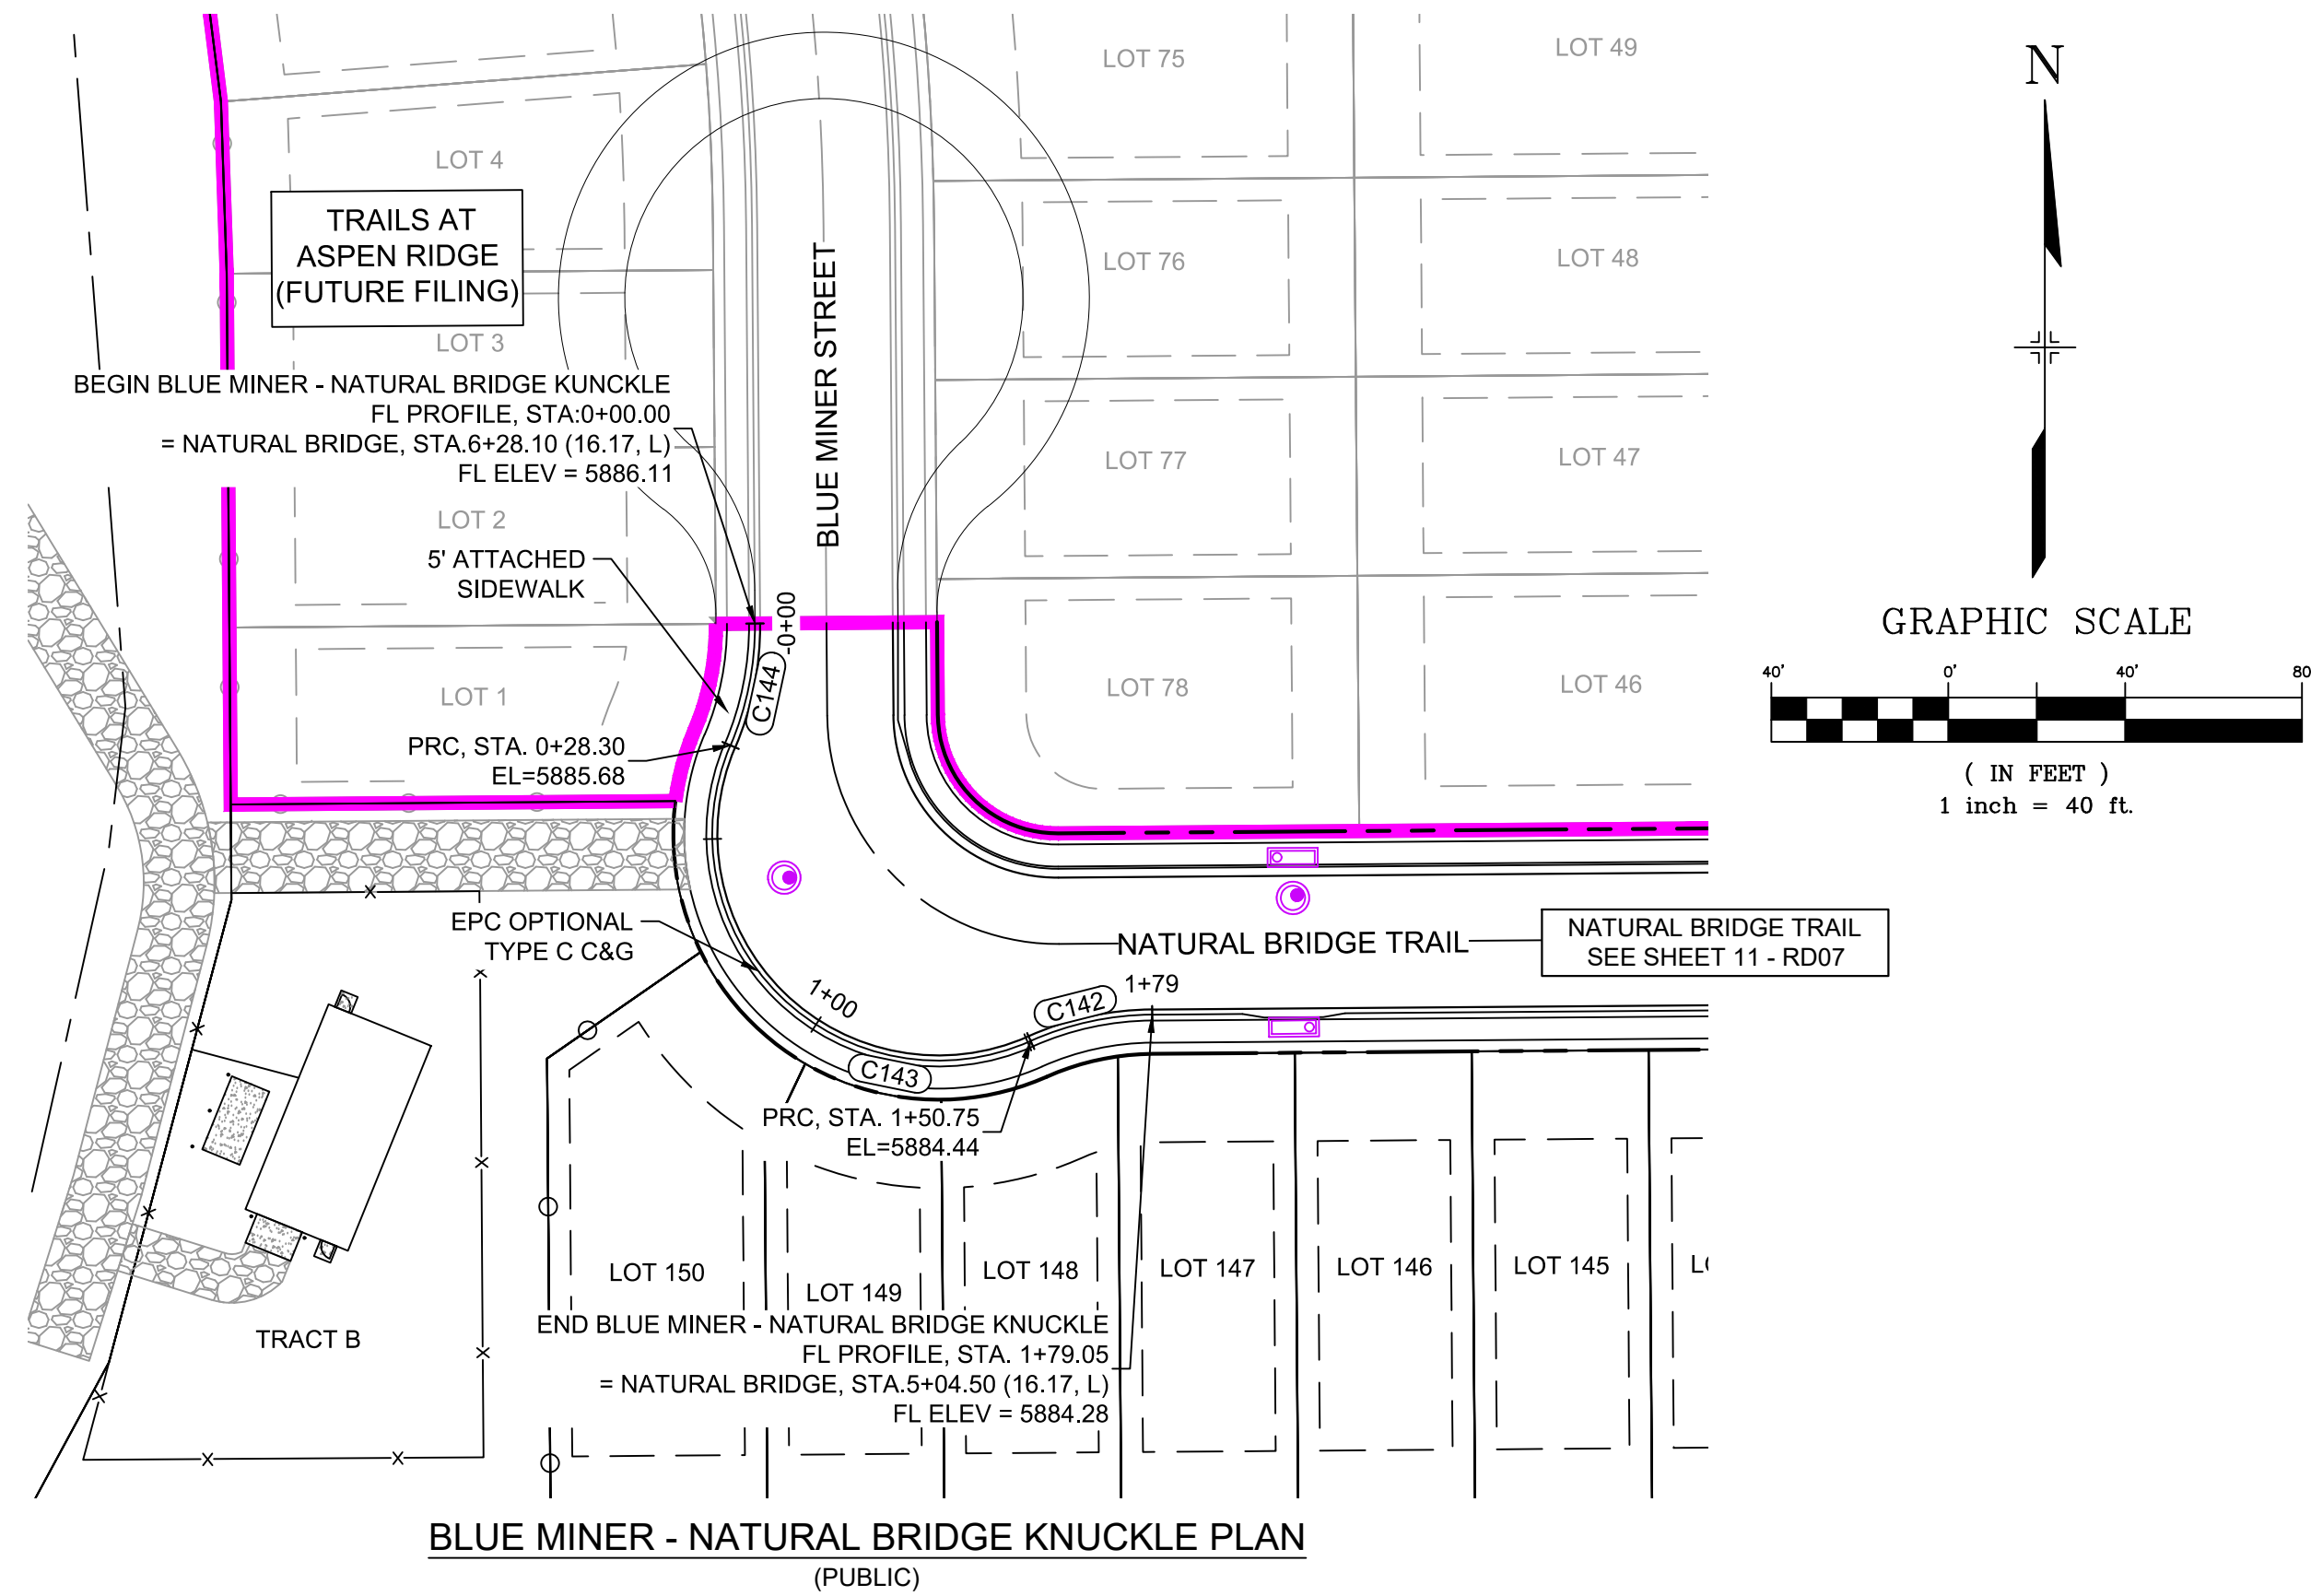 LOT 75
LOT 49
N
LOT 4
TRAILS AT
ASPEN RIDGE
(FUTURE FILING)
LOT 76
LOT 48
LOT 3
BLUE MINER STREET
BEGIN BLUE MINER - NATURAL BRIDGE KUNCKLE
FL PROFILE, STA:0+00.00
= NATURAL BRIDGE, STA.6+28.10 (16.17, L)
FL ELEV = 5886.11
LOT 77
LOT 47
LOT 2
5' ATTACHED
SIDEWALK
-0+00
C144
GRAPHIC SCALE
40'
0'
40'
80
( IN FEET )
1 inch = 40 ft.
LOT 1
LOT 78
LOT 46
PRC, STA. 0+28.30
EL=5885.68
EPC OPTIONAL
TYPE C C&G
NATURAL BRIDGE TRAIL
NATURAL BRIDGE TRAIL
SEE SHEET 11 - RD07
1+00
C142
1+79
C143
PRC, STA. 1+50.75
EL=5884.44
LOT 150
LOT 149
LOT 148
LOT 147
LOT 146
LOT 145
TRACT B
END BLUE MINER - NATURAL BRIDGE KNUCKLE
FL PROFILE, STA. 1+79.05
= NATURAL BRIDGE, STA.5+04.50 (16.17, L)
FL ELEV = 5884.28
BLUE MINER - NATURAL BRIDGE KNUCKLE PLAN
(PUBLIC)